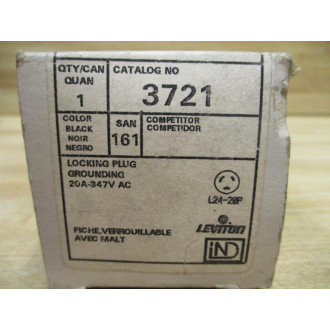 QTY/CAN
QUAN
1
CATALOG NO
3721
COLOR
BLACK
NOIR
NEGRO
SAN
161
COMPETITOR
COMPETIDOR
LOCKING PLUG
GROUNDING
20A-347V AC
L24-20P
FICHE,VERROUILLABLE
AVEC MALT
LEVITON
IND